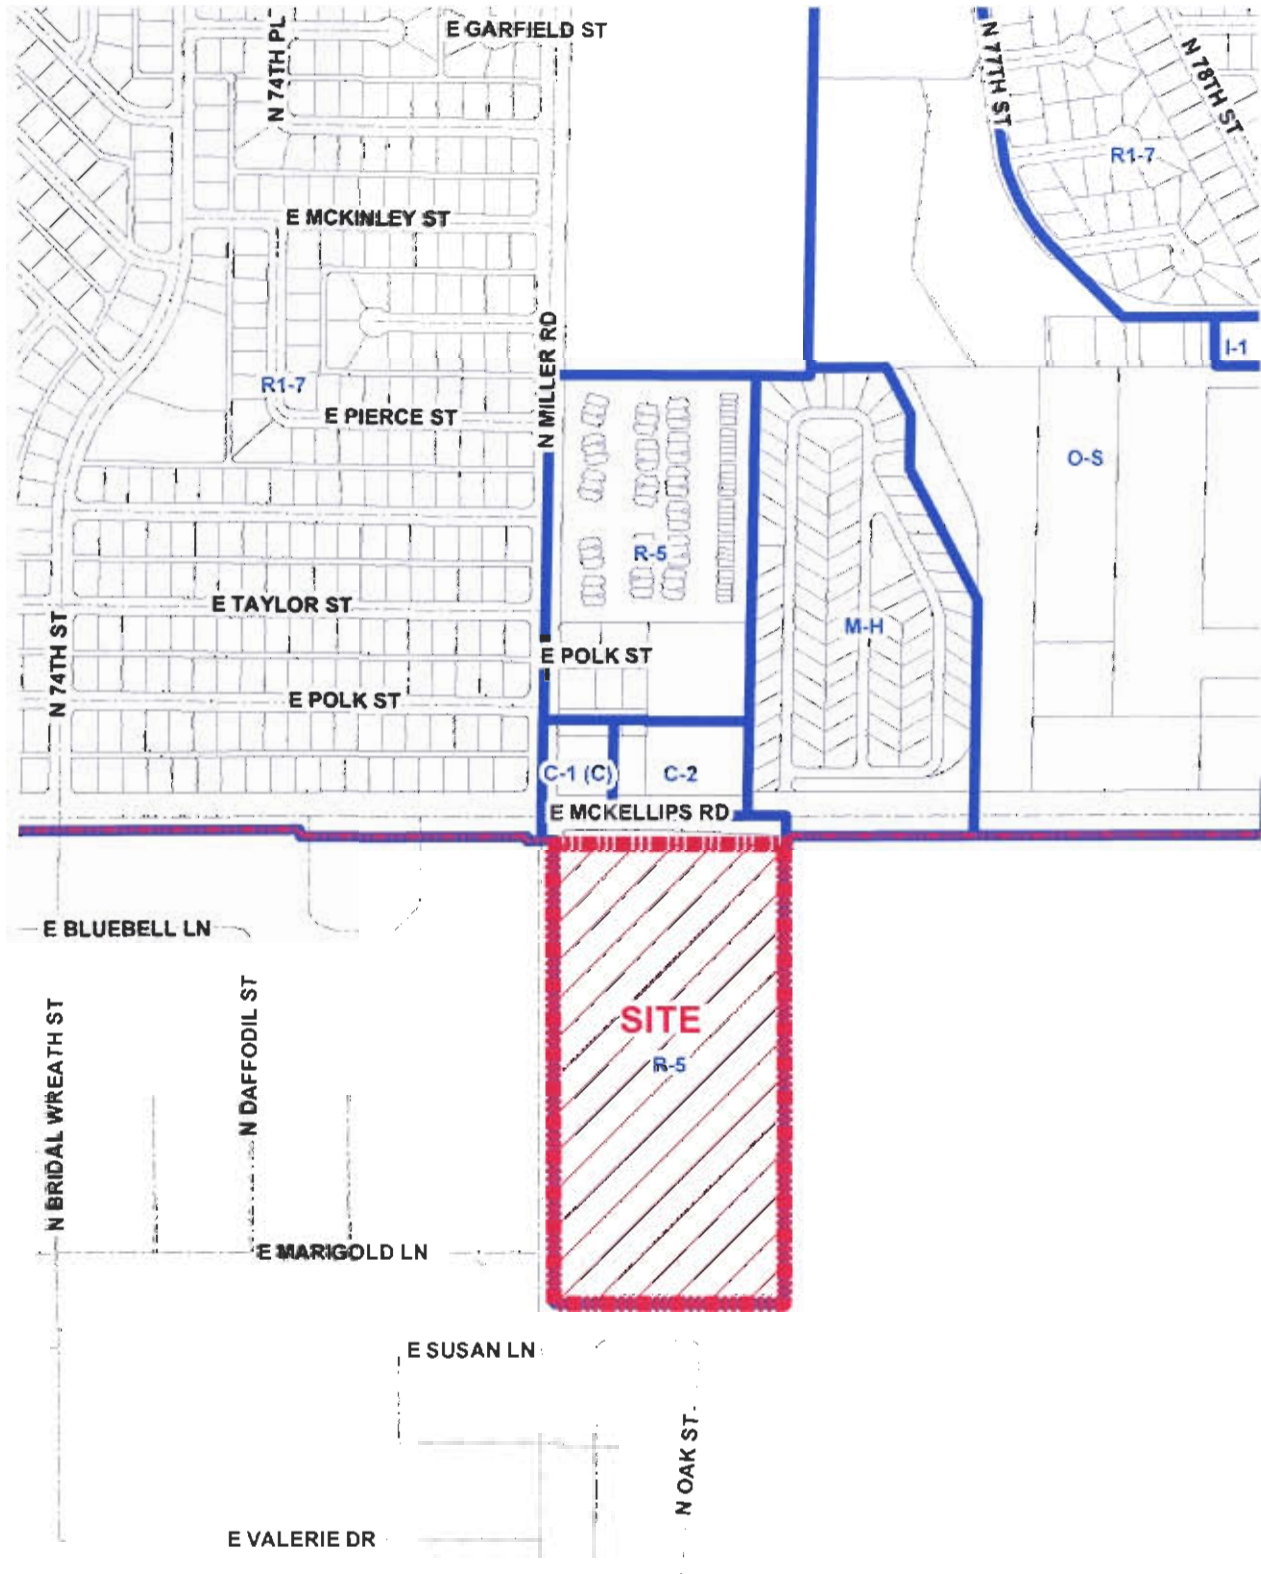 E GARFIELD ST
N 74TH PL
N 77TH ST
N 78TH ST
R1-7
E MCKINLEY ST
N MILLER RD
I-1
R1-7
E PIERCE ST
O-S
R-5
E TAYLOR ST
M-H
N 74TH ST
E POLK ST
E POLK ST
C-1 (C)
C-2
E MCKELLIPS RD
E BLUEBELL LN
N BRIDAL WREATH ST
N DAFFODIL ST
SITE
R-5
E MARIGOLD LN
E SUSAN LN
N OAK ST
E VALERIE DR